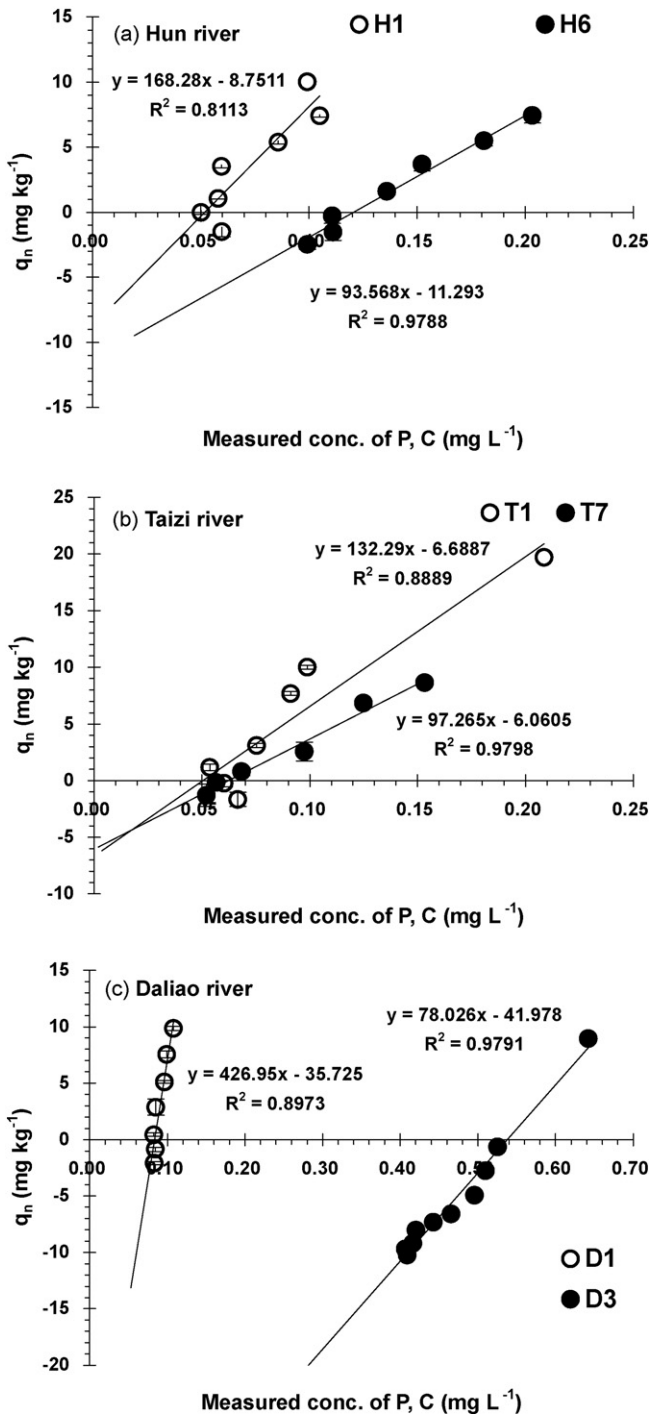 (a) Hun river
H1
H6
y = 168.28x - 8.7511
R² = 0.8113
y = 93.568x - 11.293
R² = 0.9788
15
10
5
0
-5
-10
-15
0.00 0.05 0.10 0.15 0.20 0.25
qₙ (mg kg⁻¹)
Measured conc. of P, C (mg L⁻¹)
(b) Taizi river
T1
T7
y = 132.29x - 6.6887
R² = 0.8889
y = 97.265x - 6.0605
R² = 0.9798
25
20
15
10
5
0
-5
-10
0.00 0.05 0.10 0.15 0.20 0.25
qₙ (mg kg⁻¹)
Measured conc. of P, C (mg L⁻¹)
(c) Daliao river
y = 78.026x - 41.978
R² = 0.9791
y = 426.95x - 35.725
R² = 0.8973
D1
D3
15
10
5
0
-5
-10
-15
-20
0.00 0.10 0.20 0.30 0.40 0.50 0.60 0.70
qₙ (mg kg⁻¹)
Measured conc. of P, C (mg L⁻¹)